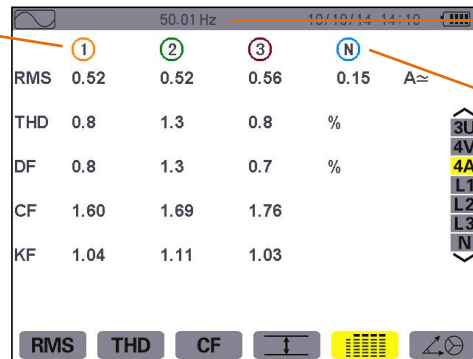 50.01 Hz 19/10/14 14:19
1 2 3 N
RMS 0.52 0.52 0.56 0.15 A≃
THD 0.8 1.3 0.8 %
DF 0.8 1.3 0.7 %
CF 1.60 1.69 1.76
KF 1.04 1.11 1.03
3U
4V
4A
L1
L2
L3
N
RMS THD CF